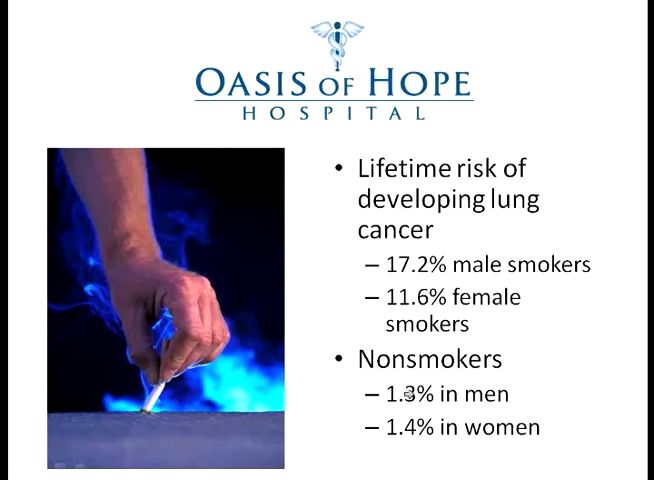 OASIS OF HOPE
HOSPITAL
• Lifetime risk of
developing lung
cancer
– 17.2% male smokers
– 11.6% female
smokers
• Nonsmokers
– 1.3% in men
– 1.4% in women